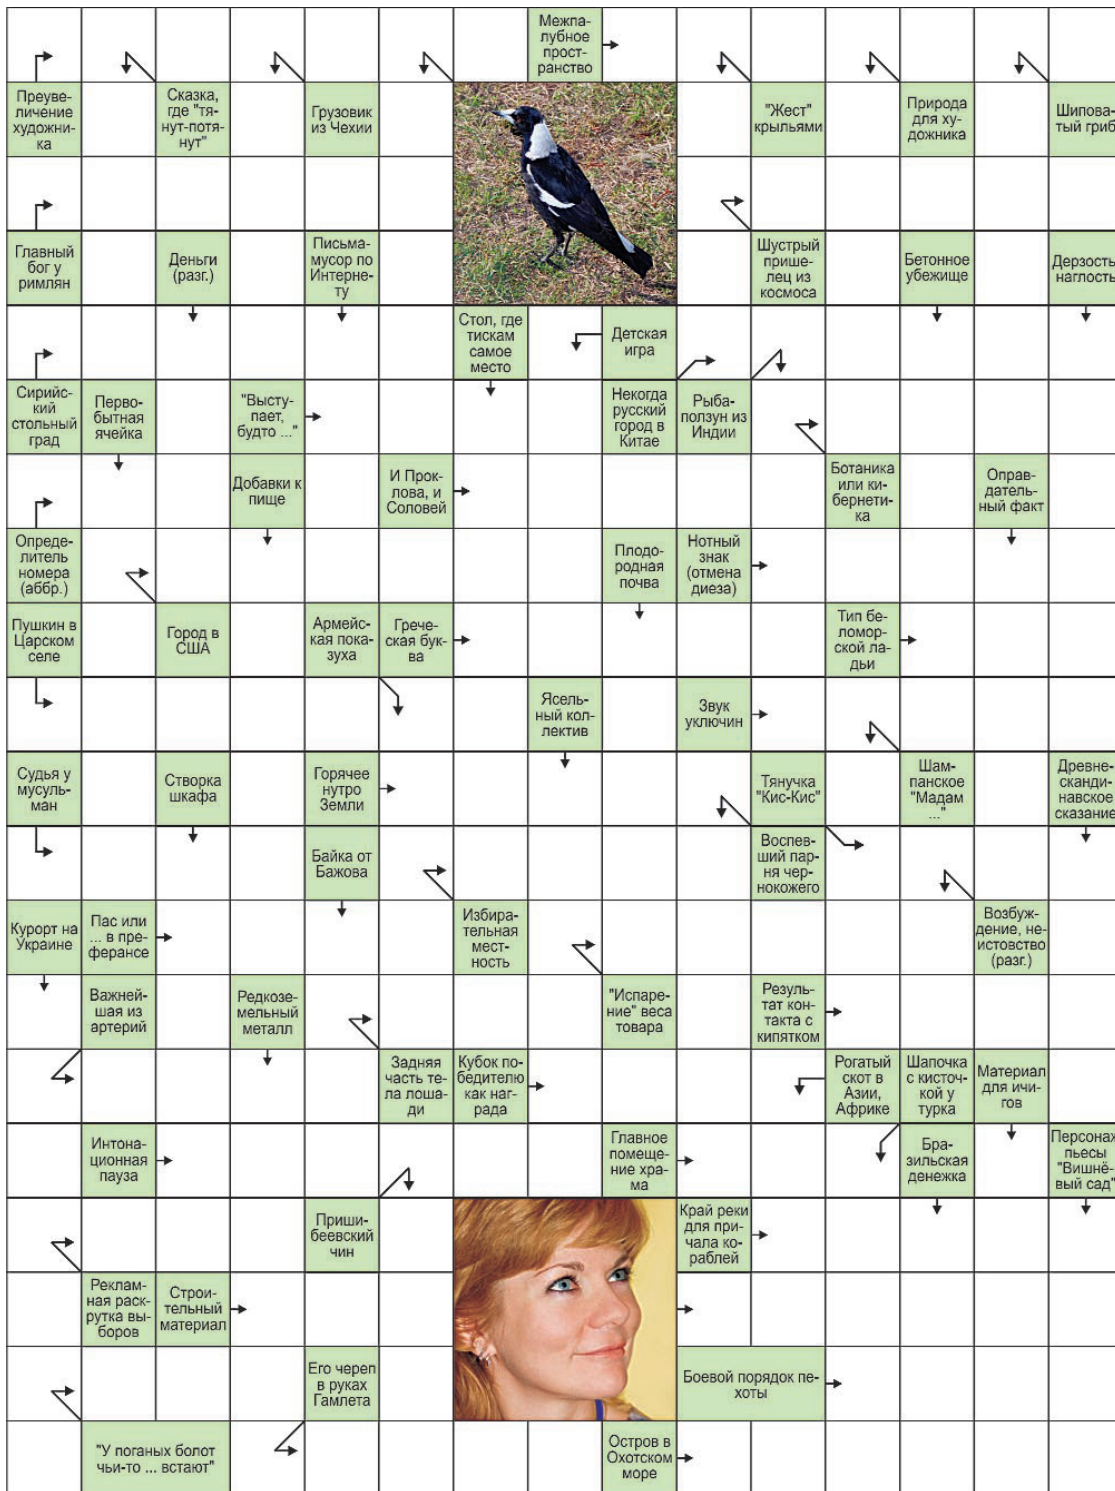 Межпа-
лубное
прост-
ранство
Преуве-
личение
художни-
ка
Сказка,
где "тя-
нут-потя-
нут"
Грузовик
из Чехии
"Жест"
крыльями
Природа
для ху-
дожника
Шипова-
тый гриб
Главный
бог у
римлян
Деньги
(разг.)
Письма-
мусор по
Интерне-
ту
Шустрый
прише-
лец из
космоса
Бетонное
убежище
Дерзость,
наглость
Стол, где
тискам
самое
место
Детская
игра
Сирийс-
кий
стольный
град
Перво-
бытная
ячейка
"Высту-
пает,
будто ..."
Некогда
русский
город в
Китае
Рыба-
ползун из
Индии
Добавки к
пище
И Прок-
лова, и
Соловей
Ботаника
или ки-
бернети-
ка
Оправ-
датель-
ный факт
Опреде-
литель
номера
(аббр.)
Плодо-
родная
почва
Нотный
знак
(отмена
диеза)
Пушкин в
Царском
селе
Город в
США
Армейс-
кая пока-
зуха
Гречес-
кая бук-
ва
Тип бе-
ломор-
ской ла-
дьи
Ясель-
ный кол-
лектив
Звук
уключин
Судья у
мусуль-
ман
Створка
шкафа
Горячее
нутро
Земли
Тянучка
"Кис-Кис"
Шам-
панское
"Мадам
..."
Древне-
сканди-
навское
сказание
Байка от
Бажова
Воспев-
ший пар-
ня чер-
нокожего
Курорт на
Украине
Пас или
... в пре-
ферансе
Избира-
тельная
мест-
ность
Возбуж-
дение, не-
истовство
(разг.)
Важней-
шая из
артерий
Редкозе-
мельный
металл
"Испаре-
ние" веса
товара
Резуль-
тат кон-
такта с
кипятком
Задняя
часть те-
ла лоша-
ди
Кубок по-
бедителю
как наг-
рада
Рогатый
скот в
Азии,
Африке
Шапочка
с кисточ-
кой у
турка
Материал
для ичи-
гов
Интона-
ционная
пауза
Главное
помеще-
ние хра-
ма
Бра-
зильская
денежка
Персонаж
пьесы
"Вишнё-
вый сад"
Приши-
беевский
чин
Край реки
для при-
чала ко-
раблей
Реклам-
ная раск-
рутка вы-
боров
Строи-
тельный
материал
Его череп
в руках
Гамлета
Боевой порядок пе-
хоты
"У поганых болот
чьи-то ... встают"
Остров в
Охотском
море